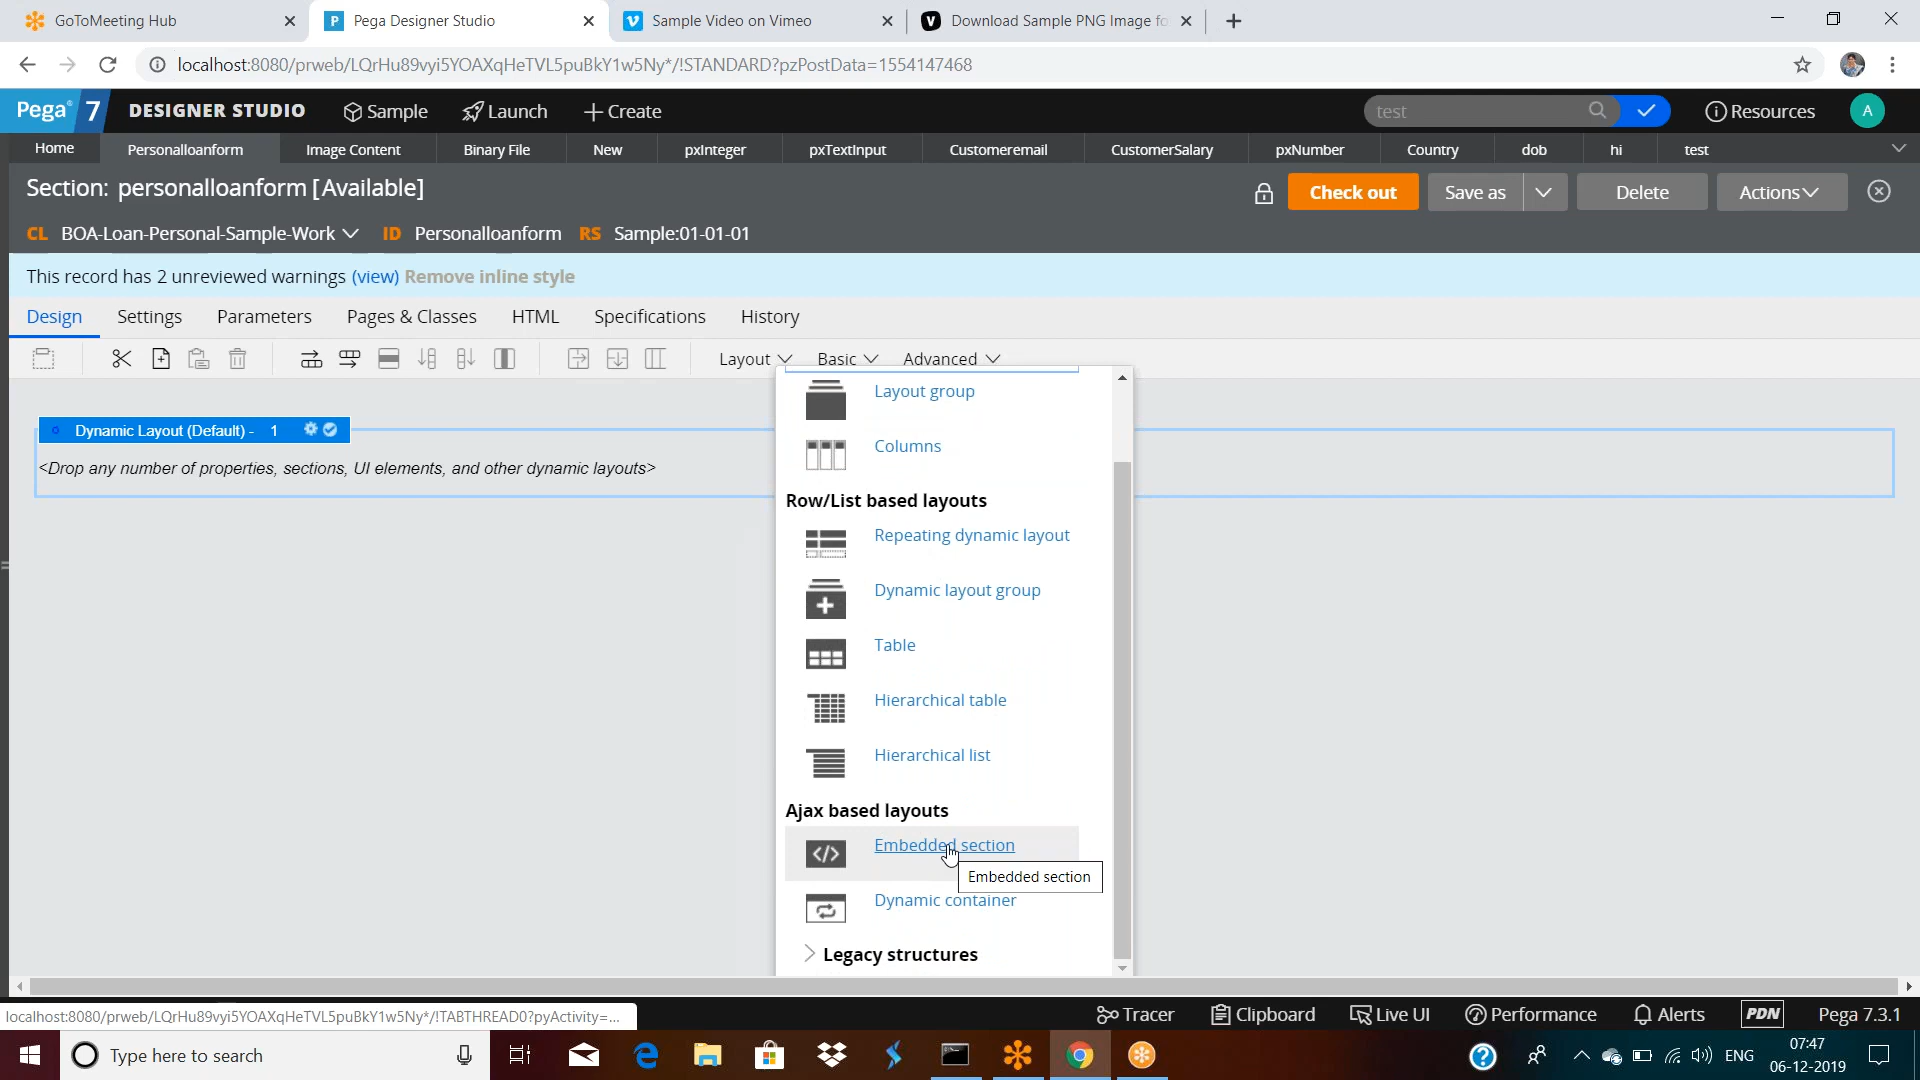 GoToMeeting Hub
Pega Designer Studio
Sample Video on Vimeo
Download Sample PNG Image fo
localhost:8080/prweb/LQrHu89vyi5YOAXqHeTVL5puBkY1w5Ny*/!STANDARD?pzPostData=1554147468
Pega 7 DESIGNER STUDIO Sample Launch Create test Resources A
Home Personalloanform Image Content Binary File New pxInteger pxTextInput Customeremail CustomerSalary pxNumber Country dob hi test
Section: personalloanform [Available]
Check out Save as Delete Actions
CL BOA-Loan-Personal-Sample-Work ID Personalloanform RS Sample:01-01-01
This record has 2 unreviewed warnings (view) Remove inline style
Design Settings Parameters Pages & Classes HTML Specifications History
Layout Basic Advanced
Dynamic Layout (Default) - 1
<Drop any number of properties, sections, UI elements, and other dynamic layouts>
Layout group
Columns
Row/List based layouts
Repeating dynamic layout
Dynamic layout group
Table
Hierarchical table
Hierarchical list
Ajax based layouts
Embedded section
Embedded section
Dynamic container
Legacy structures
localhost:8080/prweb/LQrHu89vyi5YOAXqHeTVL5puBkY1w5Ny*/!TABTHREAD0?pyActivity=...
Tracer Clipboard Live UI Performance Alerts PDN Pega 7.3.1
Type here to search
ENG
07:47
06-12-2019